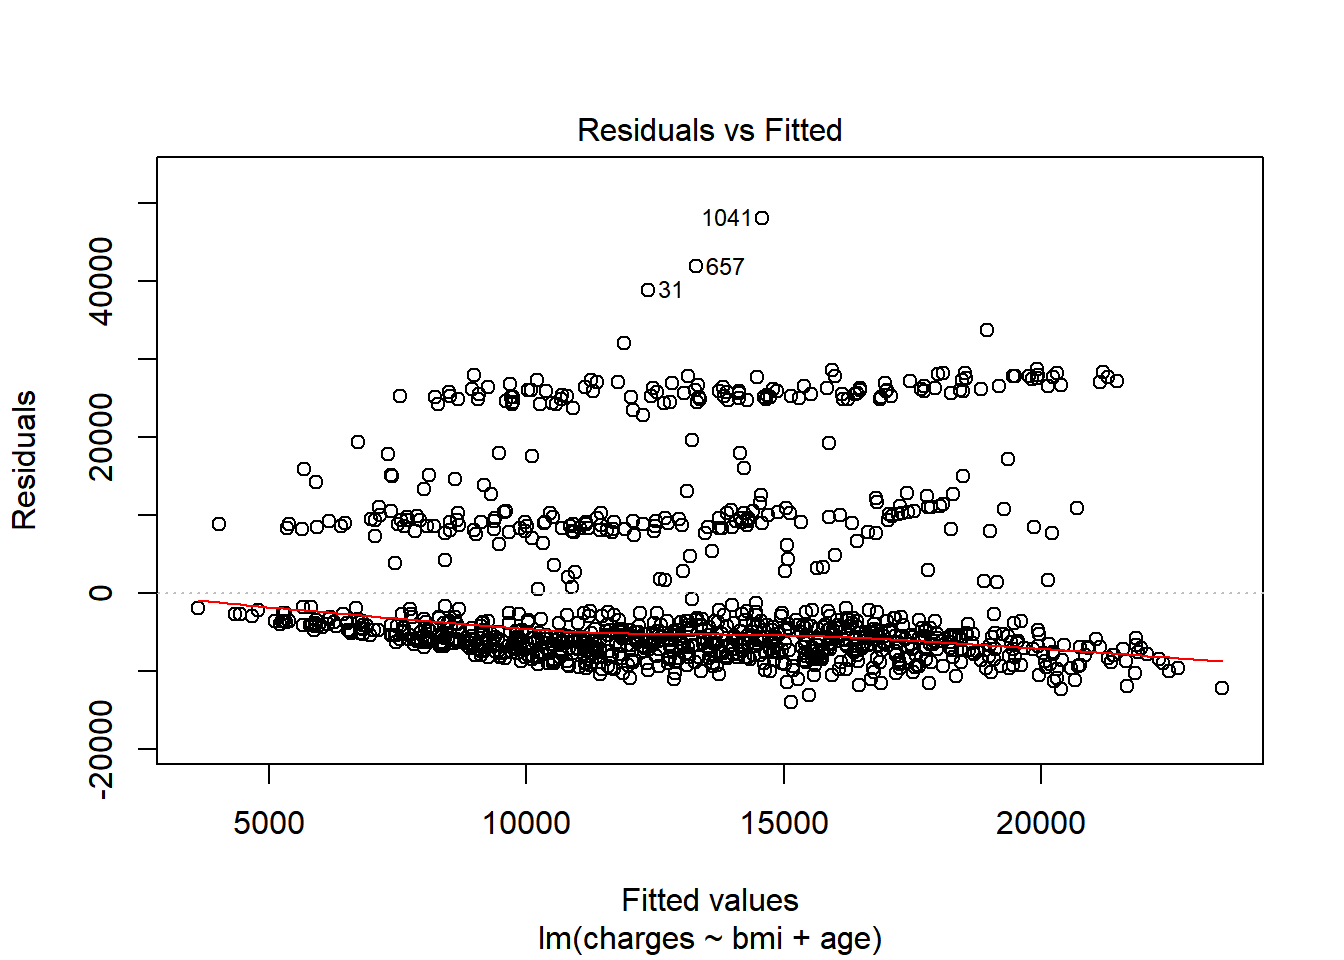 Residuals vs Fitted
Residuals
40000
20000
0
-20000
1041
657
31
5000 10000 15000 20000
Fitted values
lm(charges ~ bmi + age)